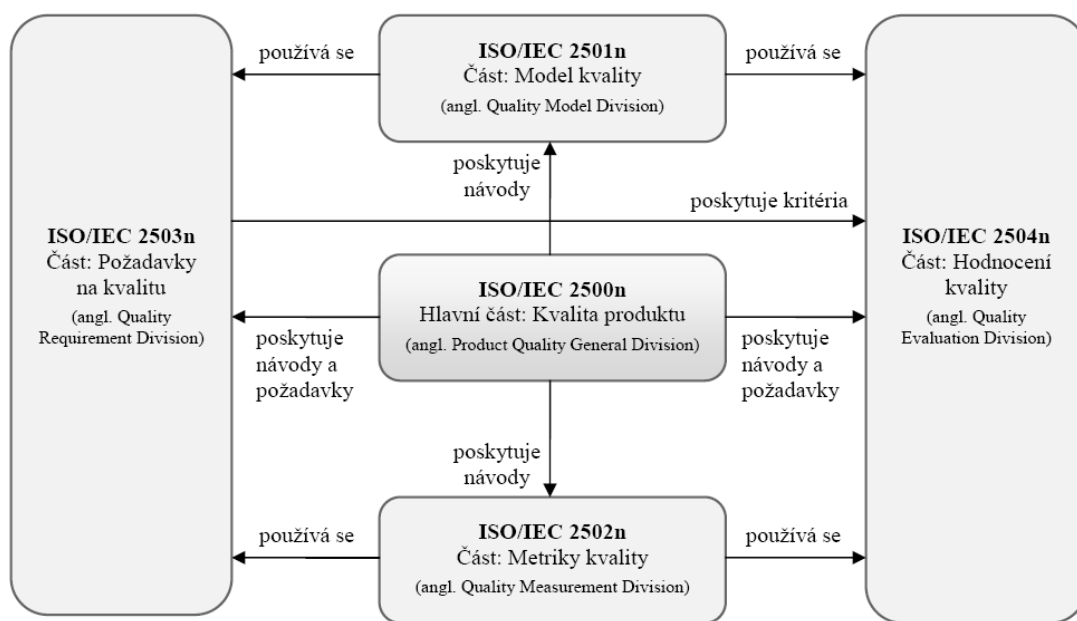 ISO/IEC 2501n
Část: Model kvality
(angl. Quality Model Division)
používá se
používá se
poskytuje
návody
poskytuje kritéria
ISO/IEC 2503n
Část: Požadavky
na kvalitu
(angl. Quality
Requirement Division)
ISO/IEC 2500n
Hlavní část: Kvalita produktu
(angl. Product Quality General Division)
ISO/IEC 2504n
Část: Hodnocení
kvality
(angl. Quality
Evaluation Division)
poskytuje
návody a
požadavky
poskytuje
návody a
požadavky
poskytuje
návody
ISO/IEC 2502n
Část: Metriky kvality
(angl. Quality Measurement Division)
používá se
používá se